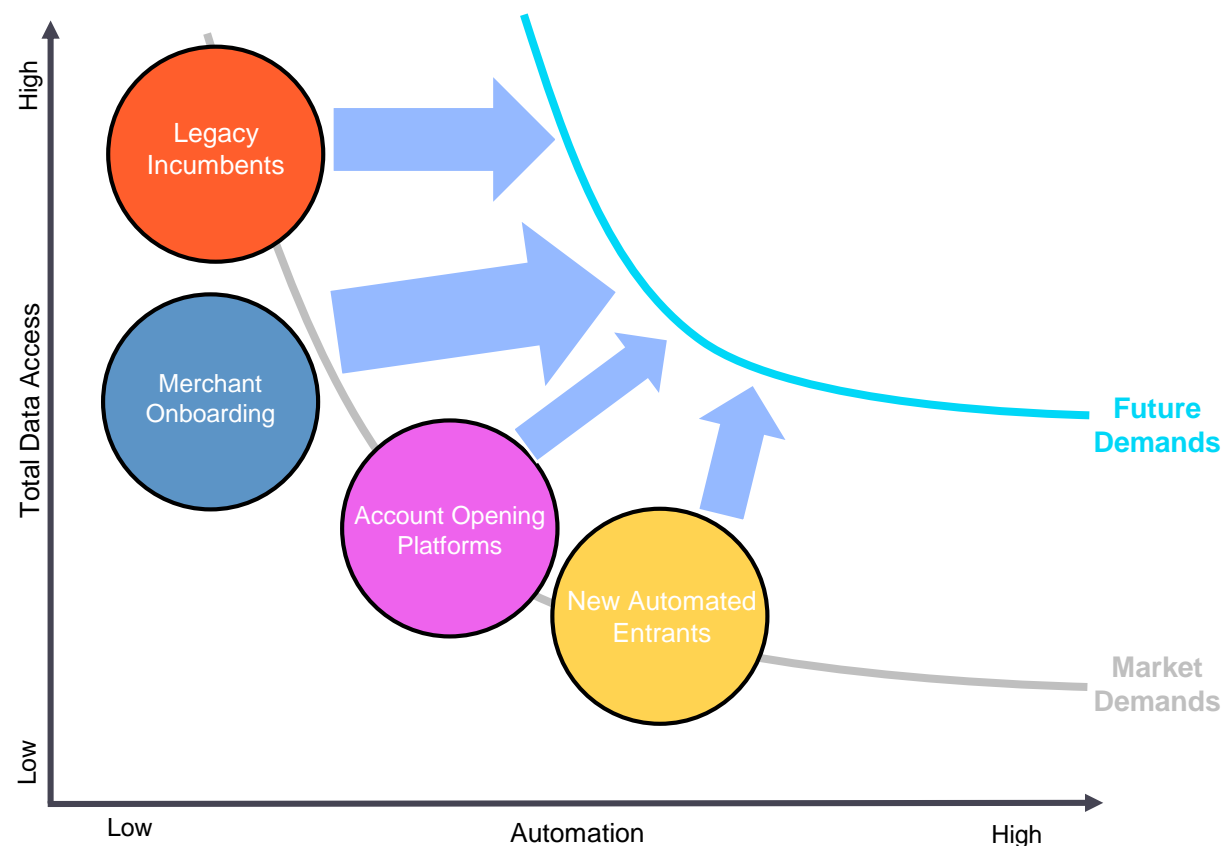 High
Total Data Access
Low
Legacy
Incumbents
Merchant
Onboarding
Account Opening
Platforms
New Automated
Entrants
Future
Demands
Market
Demands
Low
Automation
High